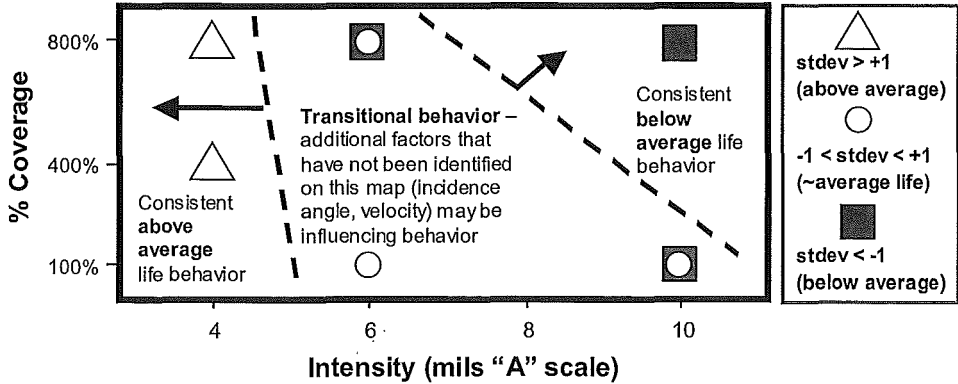 800%
400%
100%
% Coverage
4
6
8
10
Intensity (mils “A” scale)
Consistent
above
average
life behavior
Transitional behavior –
additional factors that
have not been identified
on this map (incidence
angle, velocity) may be
influencing behavior
Consistent
below
average life
behavior
stdev > +1
(above average)
-1 < stdev < +1
(~average life)
stdev < -1
(below average)